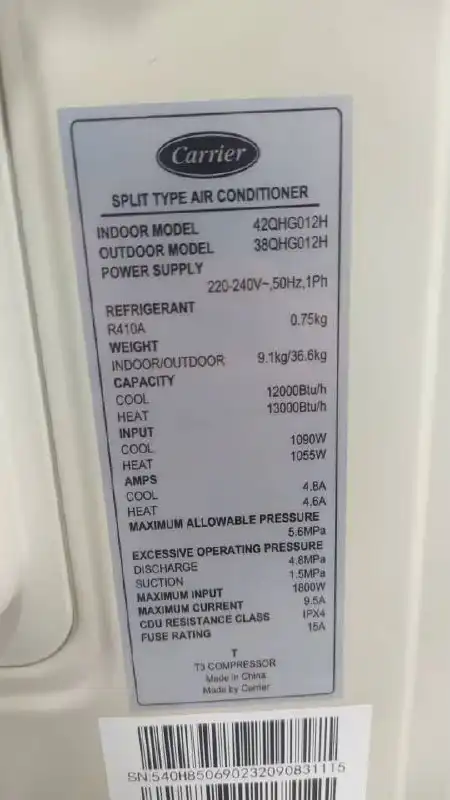 Carrier
SPLIT TYPE AIR CONDITIONER
INDOOR MODEL 42QHG012H
OUTDOOR MODEL 38QHG012H
POWER SUPPLY
220-240V~,50Hz,1Ph
REFRIGERANT
R410A 0.75kg
WEIGHT
INDOOR/OUTDOOR 9.1kg/36.6kg
CAPACITY
COOL 12000Btu/h
HEAT 13000Btu/h
INPUT
COOL 1090W
HEAT 1055W
AMPS
COOL 4.8A
HEAT 4.6A
MAXIMUM ALLOWABLE PRESSURE
5.6MPa
EXCESSIVE OPERATING PRESSURE
DISCHARGE 4.8MPa
SUCTION 1.5MPa
MAXIMUM INPUT 1800W
MAXIMUM CURRENT 9.5A
CDU RESISTANCE CLASS IPX4
FUSE RATING 15A
T
T3 COMPRESSOR
Made in China
Made by Carrier
SN:540H850690232090831115